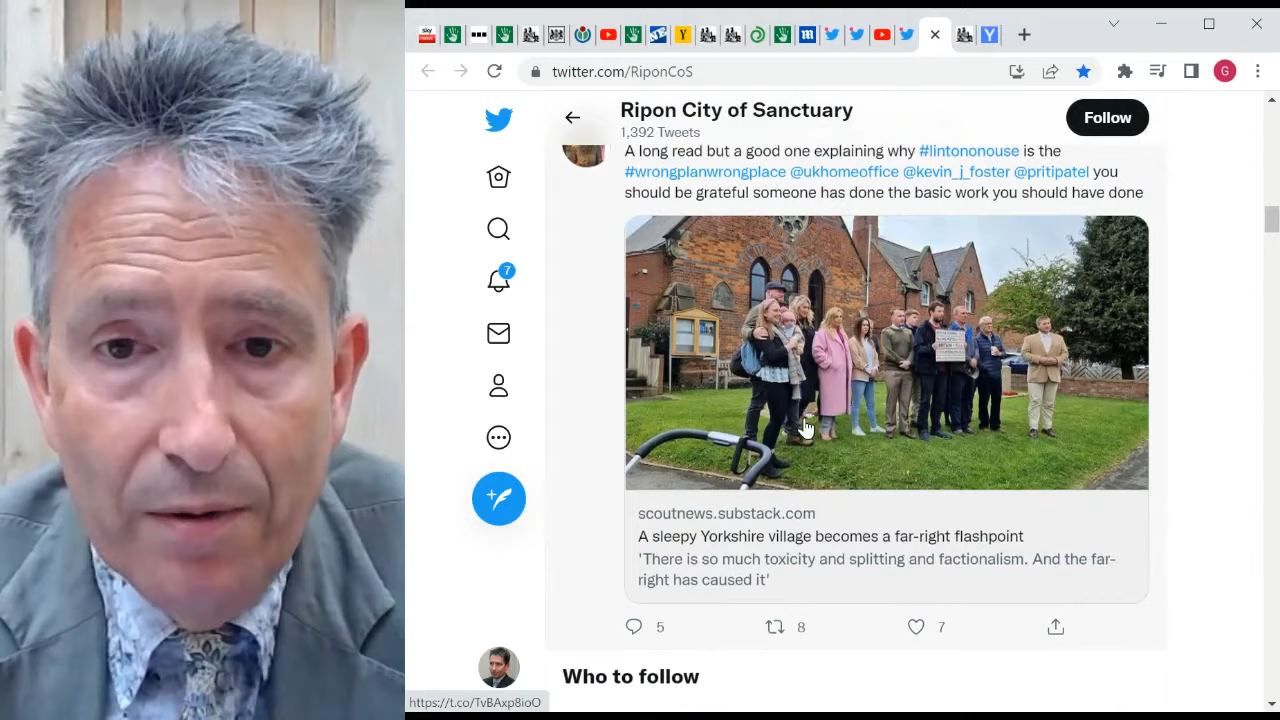 sky
news
twitter.com/RiponCoS
G
Ripon City of Sanctuary
1,392 Tweets
Follow
A long read but a good one explaining why #lintononouse is the
#wrongplanwrongplace @ukhomeoffice @kevin_j_foster @pritipatel you
should be grateful someone has done the basic work you should have done
7
scoutnews.substack.com
A sleepy Yorkshire village becomes a far-right flashpoint
'There is so much toxicity and splitting and factionalism. And the far-
right has caused it'
5
8
7
Who to follow
https://t.co/TvBAxp8ioO